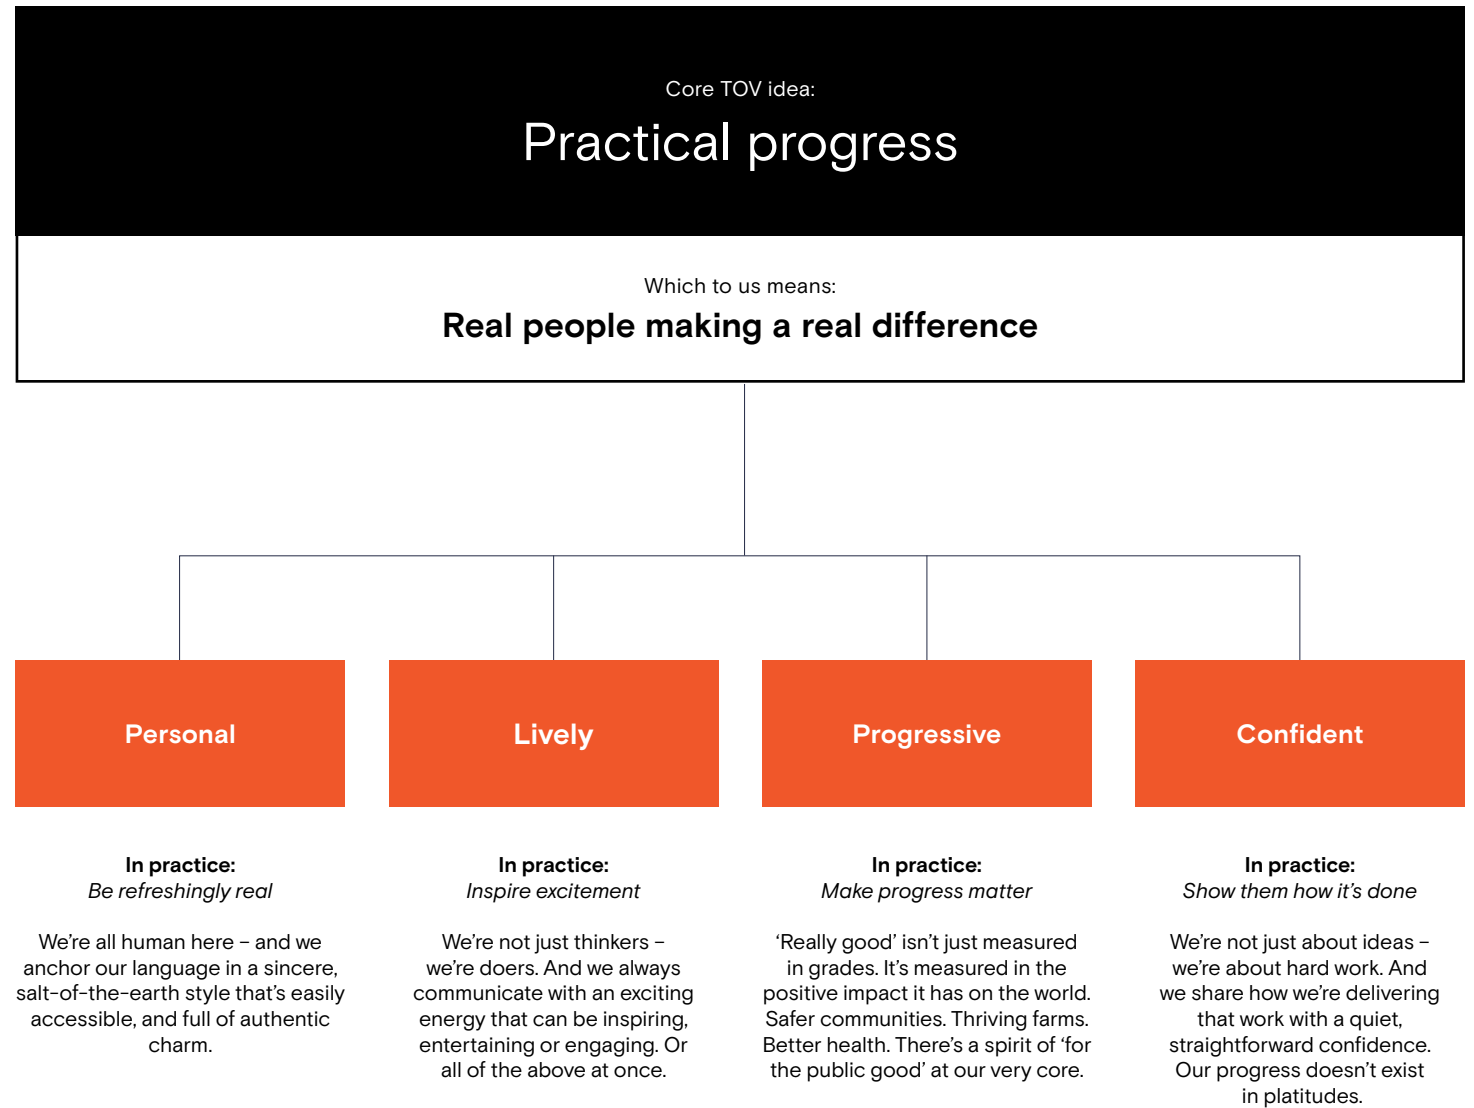 Core TOV idea:
Practical progress
Which to us means:
Real people making a real difference
Personal
In practice:
Be refreshingly real
We’re all human here – and we
anchor our language in a sincere,
salt-of-the-earth style that’s easily
accessible, and full of authentic
charm.
Lively
In practice:
Inspire excitement
We’re not just thinkers –
we’re doers. And we always
communicate with an exciting
energy that can be inspiring,
entertaining or engaging. Or
all of the above at once.
Progressive
In practice:
Make progress matter
‘Really good’ isn’t just measured
in grades. It’s measured in the
positive impact it has on the world.
Safer communities. Thriving farms.
Better health. There’s a spirit of ‘for
the public good’ at our very core.
Confident
In practice:
Show them how it’s done
We’re not just about ideas –
we’re about hard work. And
we share how we’re delivering
that work with a quiet,
straightforward confidence.
Our progress doesn’t exist
in platitudes.